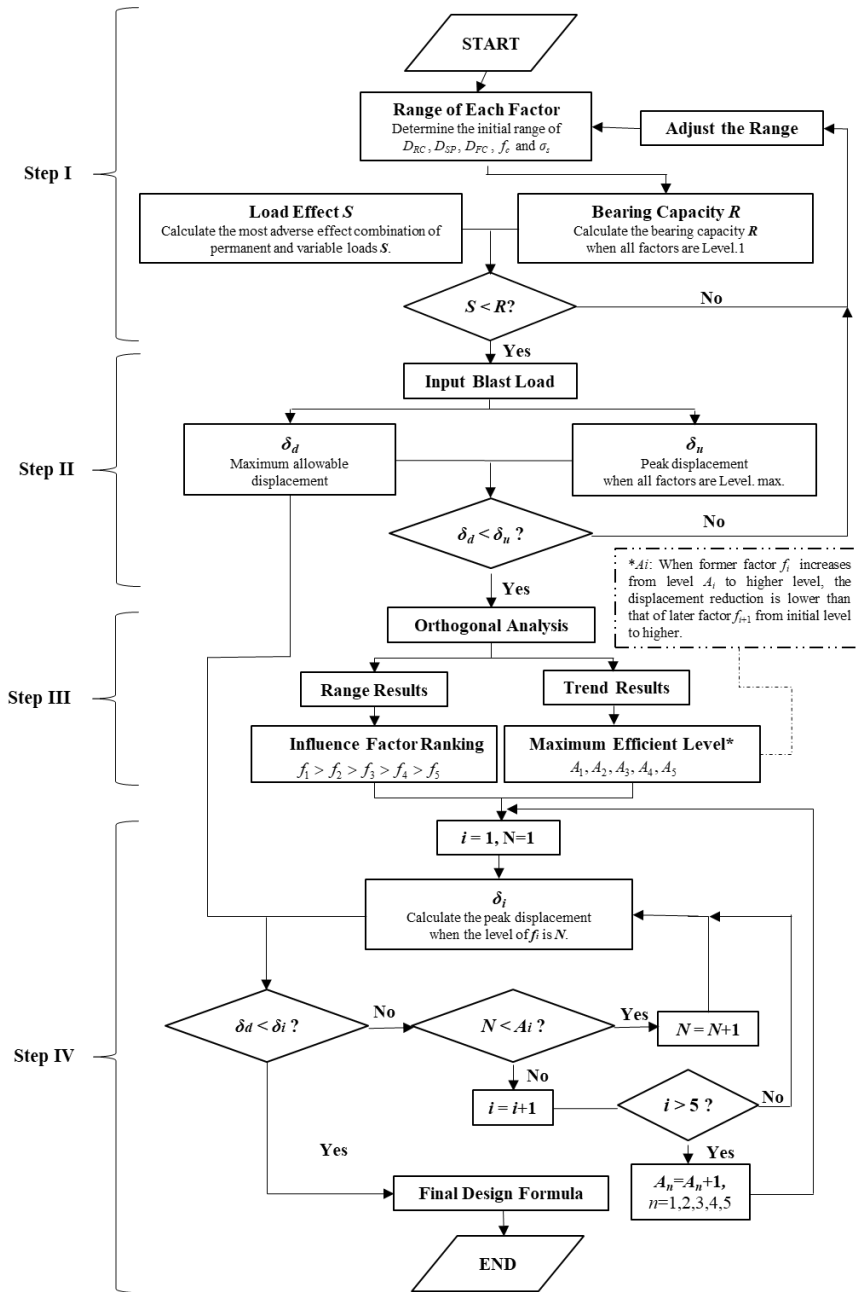 START
Range of Each Factor
Determine the initial range of
D_RC, D_SP, D_FC, f_c and σ_s
Adjust the Range
Step I
Load Effect S
Calculate the most adverse effect combination of
permanent and variable loads S.
Bearing Capacity R
Calculate the bearing capacity R
when all factors are Level.1
S < R?
No
Yes
Input Blast Load
Step II
δ_d
Maximum allowable
displacement
δ_u
Peak displacement
when all factors are Level. max.
δ_d < δ_u ?
No
Yes
*Ai: When former factor f_i increases
from level A_i to higher level, the
displacement reduction is lower than
that of later factor f_i+1 from initial level
to higher.
Orthogonal Analysis
Step III
Range Results
Trend Results
Influence Factor Ranking
f_1 > f_2 > f_3 > f_4 > f_5
Maximum Efficient Level*
A_1, A_2, A_3, A_4, A_5
Step IV
i = 1, N=1
δ_i
Calculate the peak displacement
when the level of f_i is N.
δ_d < δ_i ?
No
N < A_i ?
Yes
N = N+1
No
i = i+1
i > 5 ?
No
Yes
A_n=A_n+1,
n=1,2,3,4,5
Yes
Final Design Formula
END